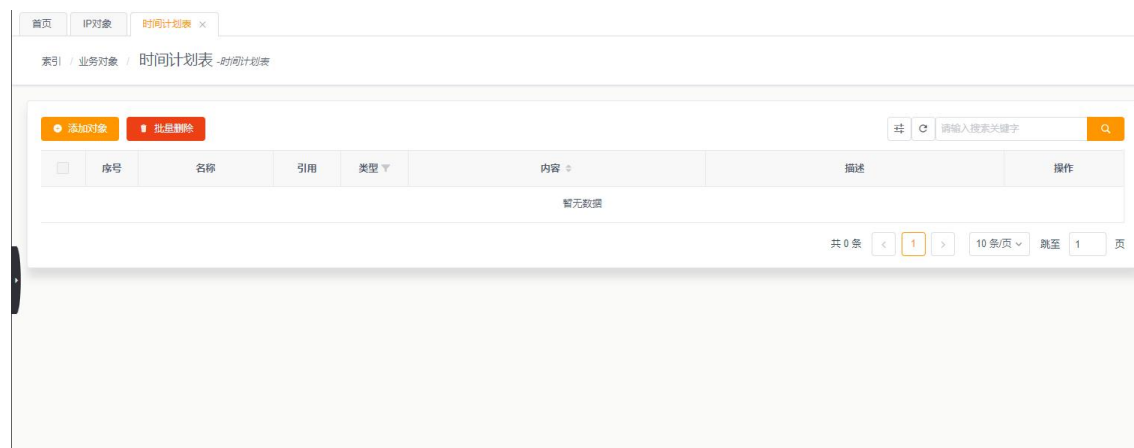 首页 IP对象 时间计划表 ×
索引 / 业务对象 / 时间计划表 -时间计划表
添加对象 批量删除 请输入搜索关键字
序号 名称 引用 类型 内容 描述 操作
暂无数据
共 0 条 < 1 > 10 条/页 跳至 1 页